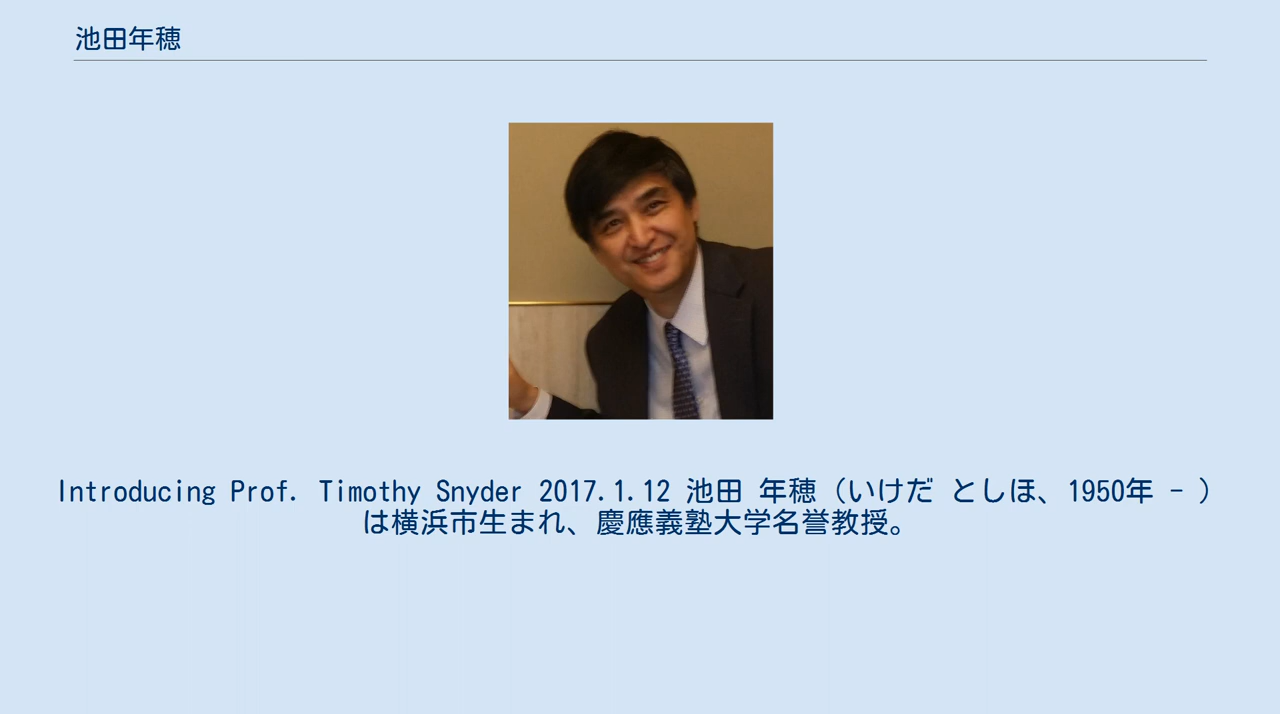 池田年穂
Introducing Prof. Timothy Snyder 2017.1.12 池田 年穂（いけだ としほ、1950年 - ）
は横浜市生まれ、慶應義塾大学名誉教授。